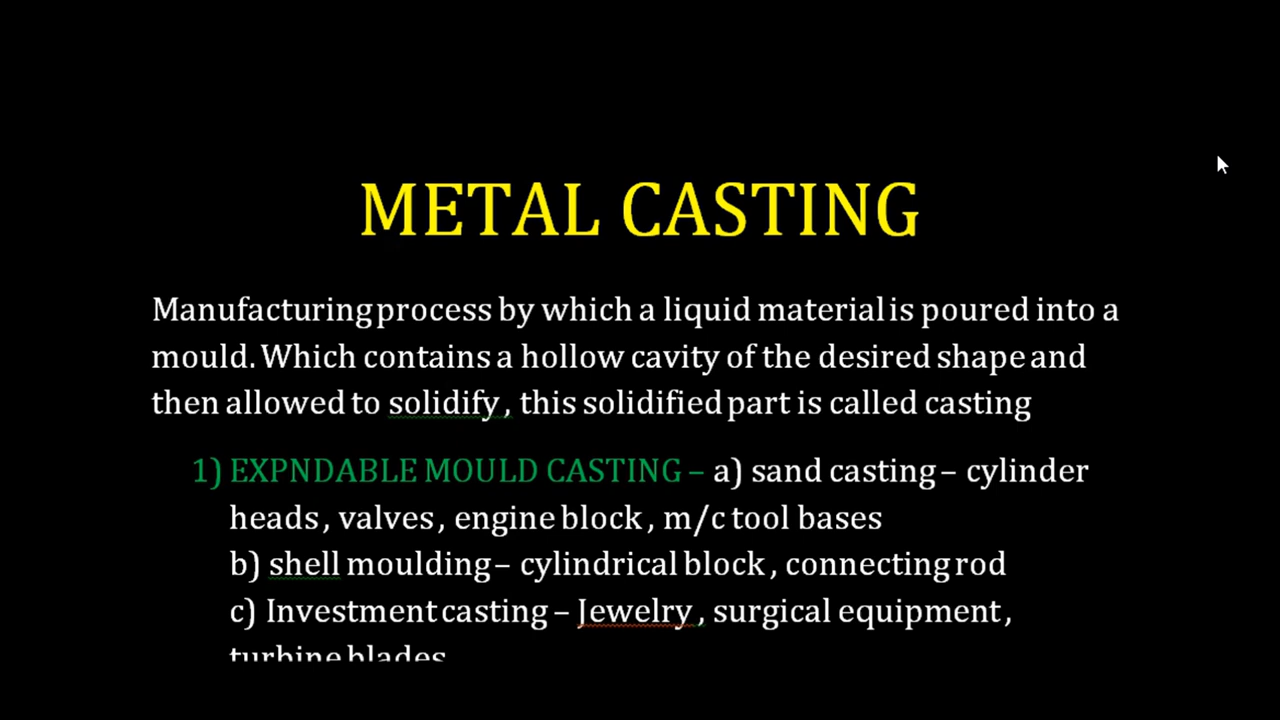 METAL CASTING
Manufacturing process by which a liquid material is poured into a
mould. Which contains a hollow cavity of the desired shape and
then allowed to solidify , this solidified part is called casting
1) EXPNDABLE MOULD CASTING – a) sand casting – cylinder
heads , valves , engine block , m/c tool bases
b) shell moulding – cylindrical block , connecting rod
c) Investment casting – Jewelry , surgical equipment ,
turbine blades